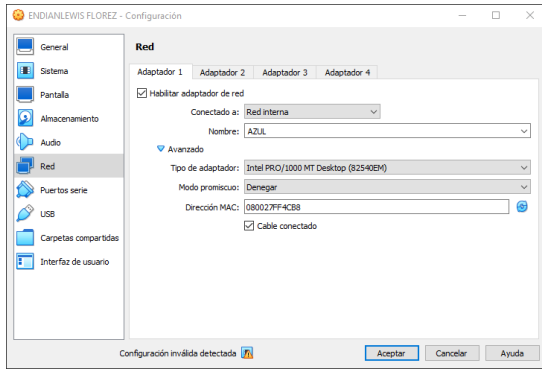 ENDIANLEWIS FLOREZ - Configuración
General
Sistema
Pantalla
Almacenamiento
Audio
Red
Puertos serie
USB
Carpetas compartidas
Interfaz de usuario
Red
Adaptador 1 Adaptador 2 Adaptador 3 Adaptador 4
Habilitar adaptador de red
Conectado a: Red interna
Nombre: AZUL
Avanzado
Tipo de adaptador: Intel PRO/1000 MT Desktop (82540EM)
Modo promiscuo: Denegar
Dirección MAC: 080027FF4CB8
Cable conectado
Configuración inválida detectada Aceptar Cancelar Ayuda